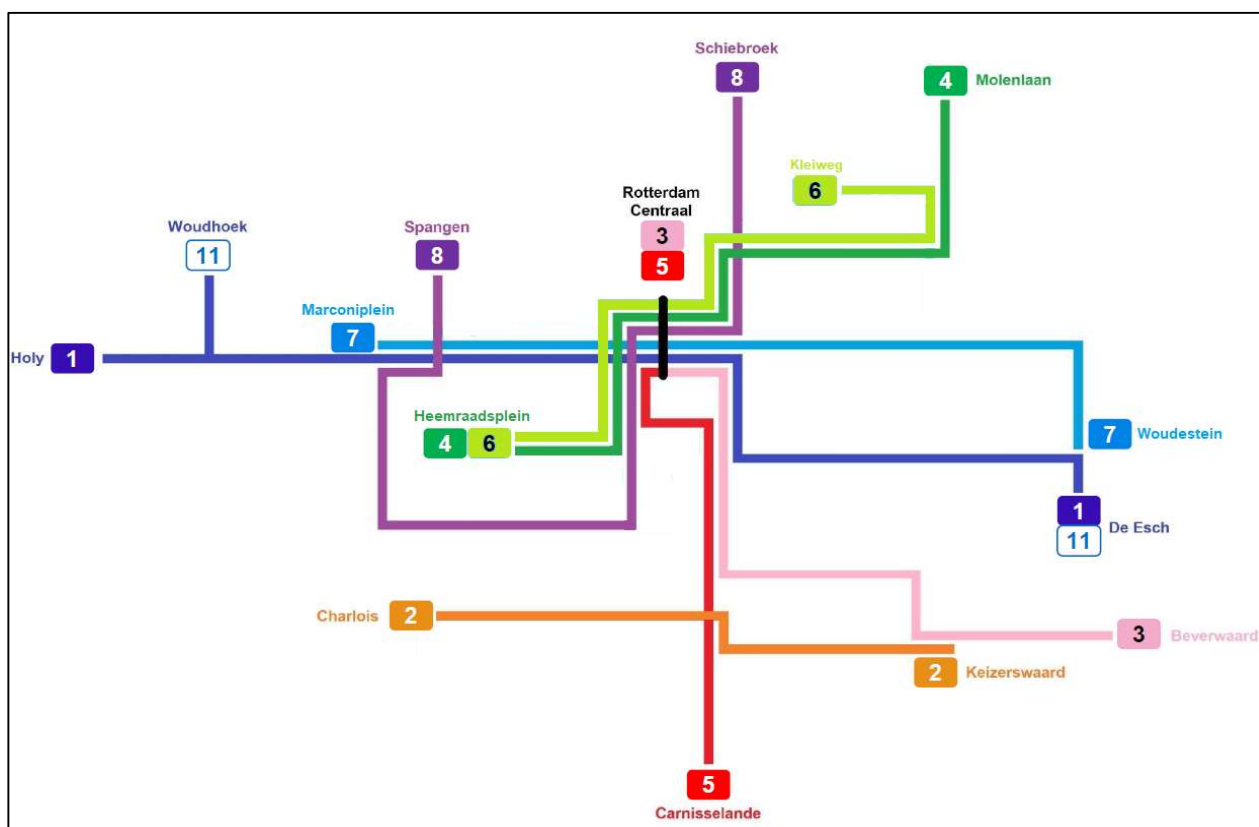 Schiebroek
8
4 Molenlaan
Kleiweg
6
Rotterdam
Centraal
3
5
Woudhoek
11
Spangen
8
Marconiplein
7
Holy 1
Heemraadsplein
4 6
7 Woudestein
1
De Esch
11
Charlois 2
3 Beverwaard
2 Keizerswaard
5
Carnisselande